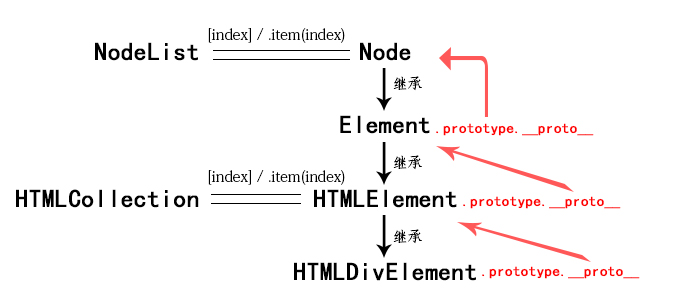 [index] / .item(index)
NodeList Node
继承
Element .prototype.__proto__
继承
[index] / .item(index)
HTMLCollection HTMLElement .prototype.__proto__
继承
HTMLDivElement .prototype.__proto__